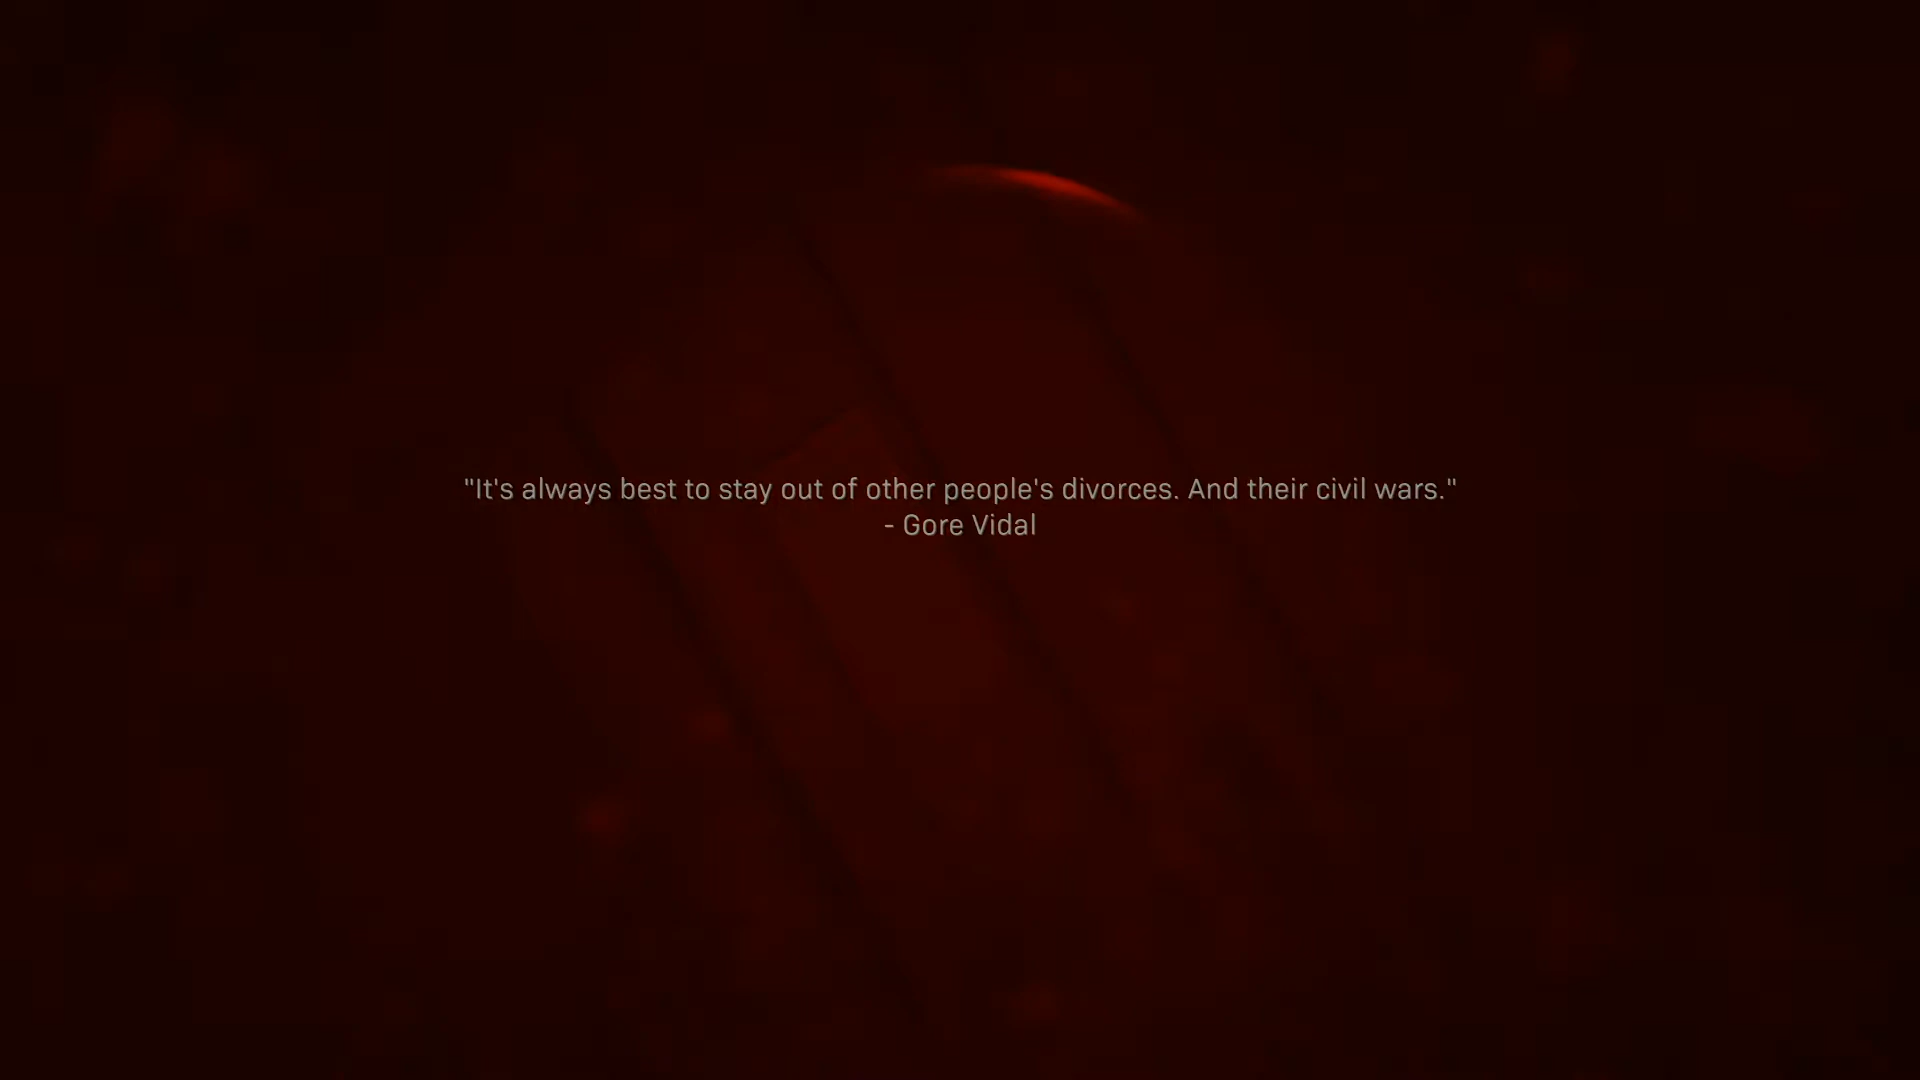 "It's always best to stay out of other people's divorces. And their civil wars."
- Gore Vidal